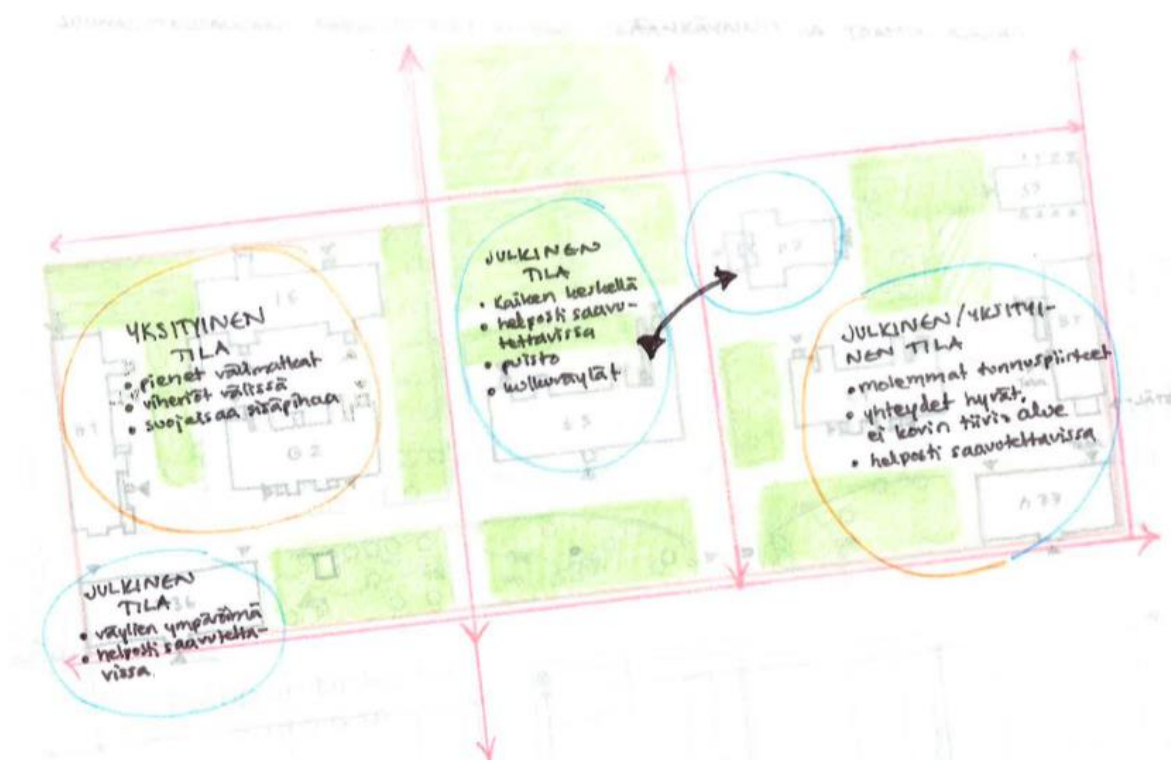 YKSITYINEN
TILA
• pienet välimatkat
• viheriöt välissä
• suojaisaa sisäpihaa
JULKINEN
TILA
• kaiken keskellä
• helposti saavu-
tettavissa
• puisto
• kulkuväylät
JULKINEN/YKSITYI-
NEN TILA
• molemmat tunnuspiirteet
• yhteydet hyvät,
ei kovin tiivis alue
• helposti saavutettavissa
JULKINEN
TILA
• väylien ympäröimä
• helposti saavutetta-
vissa.